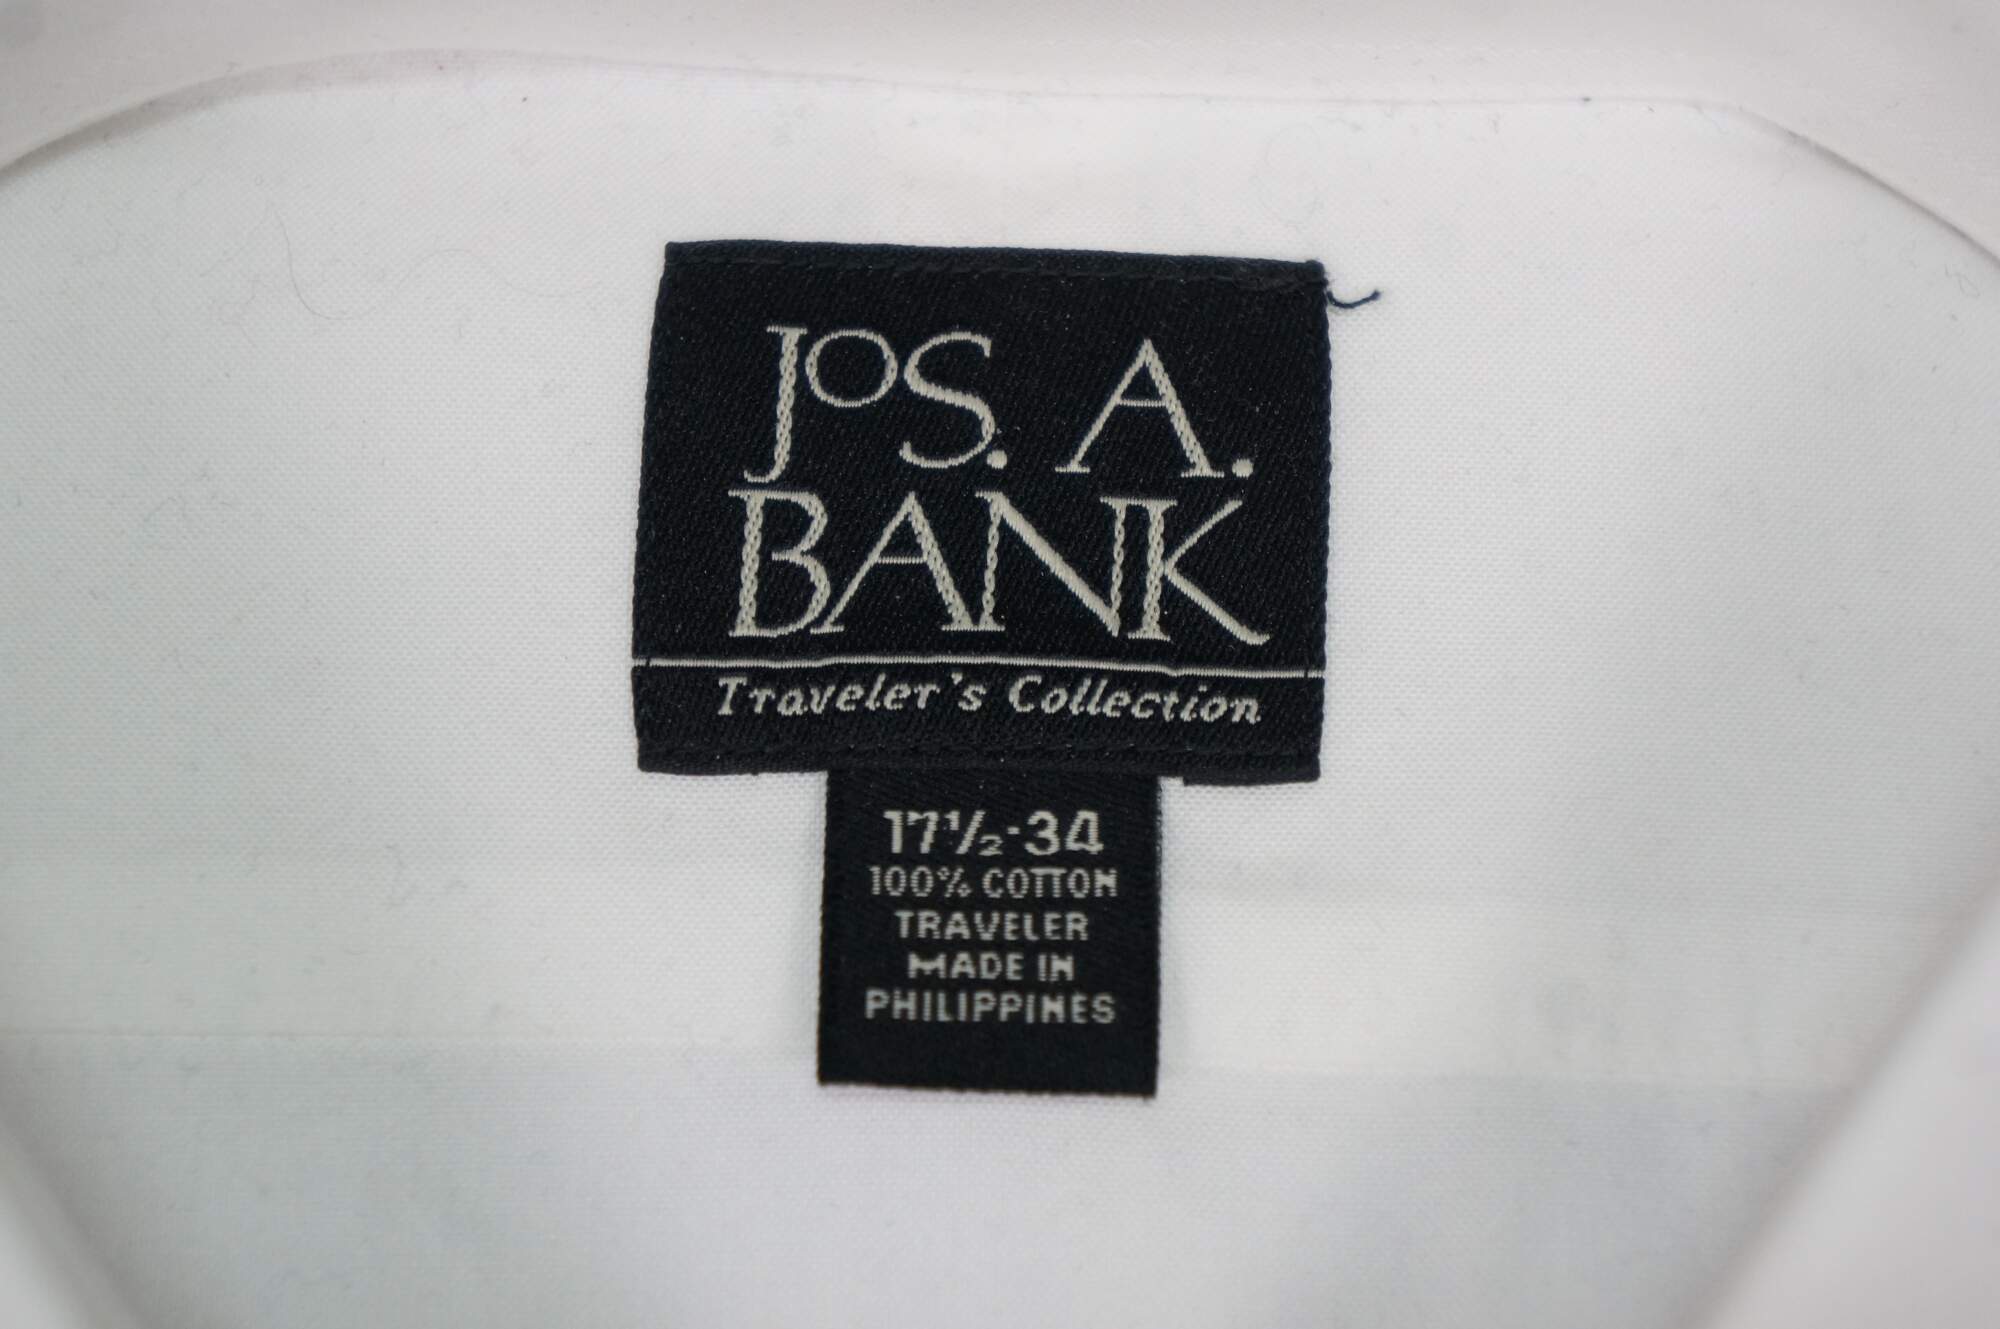 JOS. A.
BANK
Traveler's Collection
17½-34
100% COTTON
TRAVELER
MADE IN
PHILIPPINES